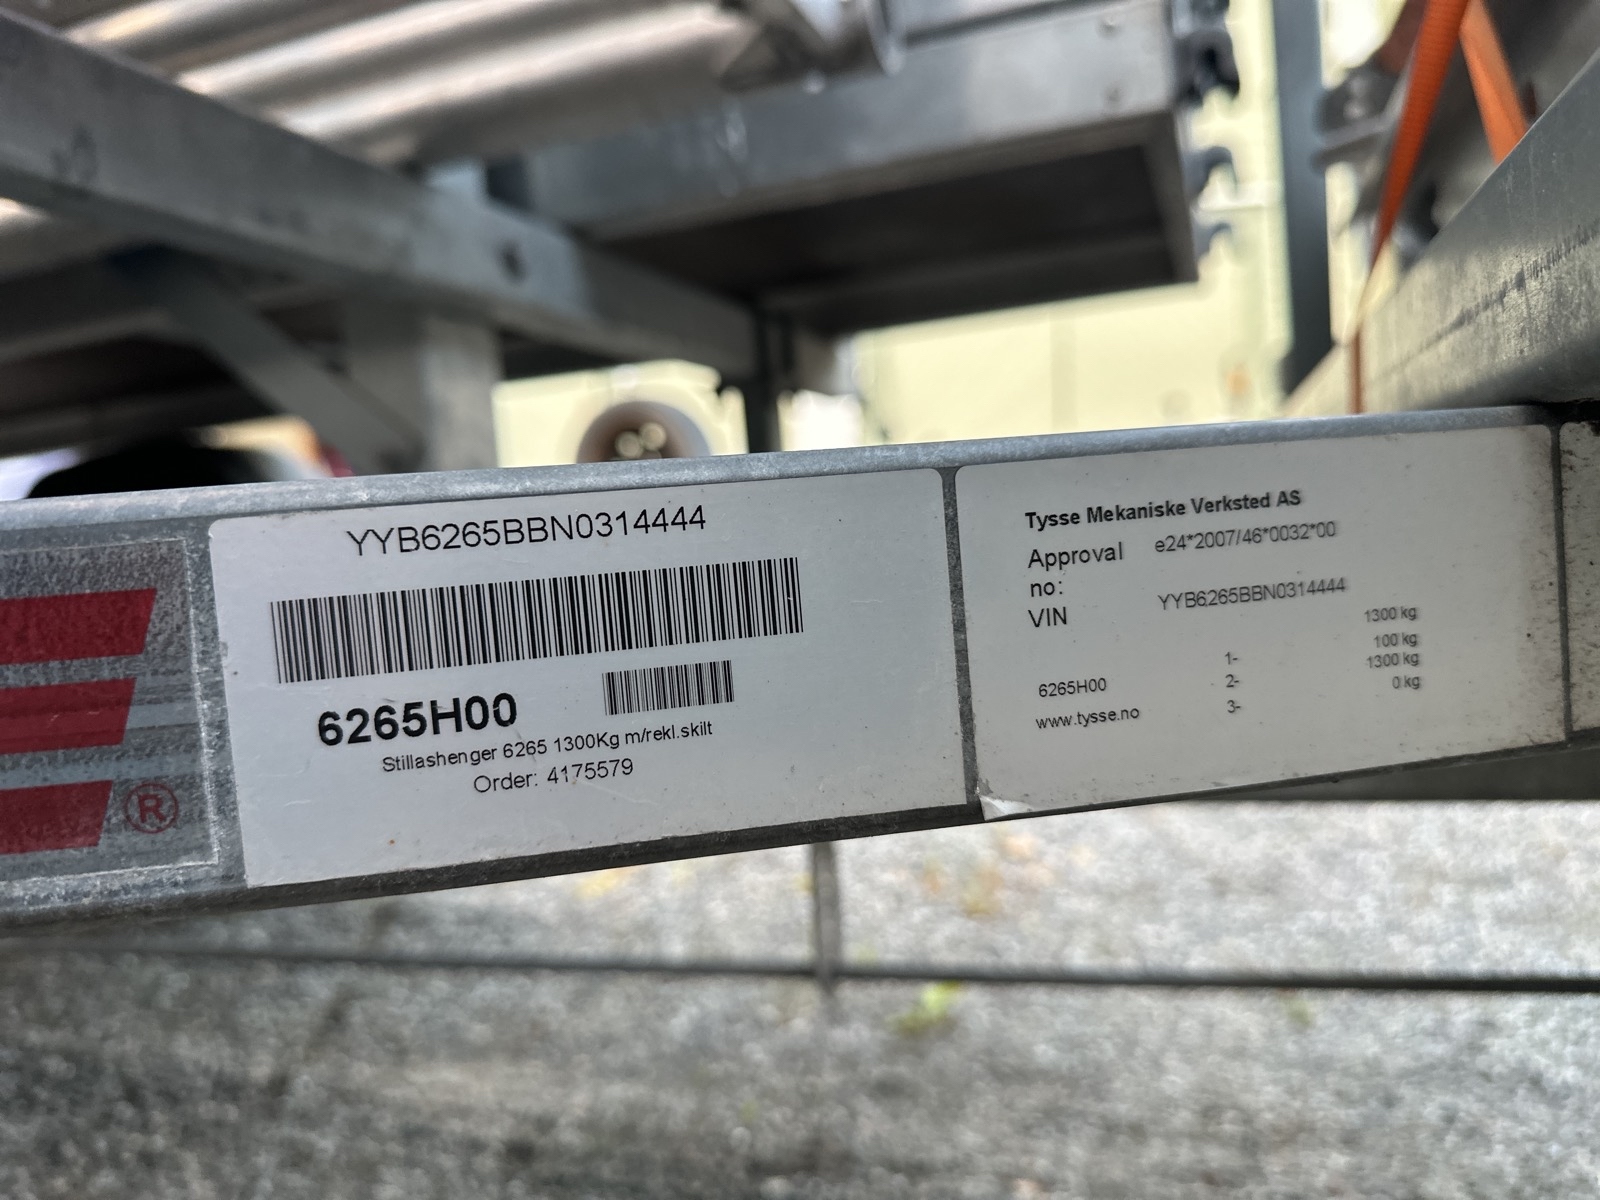 ®
YYB6265BBN0314444
6265H00
Stillashenger 6265 1300Kg m/rekl.skilt
Order: 4175579
Tysse Mekaniske Verksted AS
Approval no: e24*2007/46*0032*00
VIN YYB6265BBN0314444
1300 kg
100 kg
1- 1300 kg
6265H00 2- 0 kg
www.tysse.no 3-